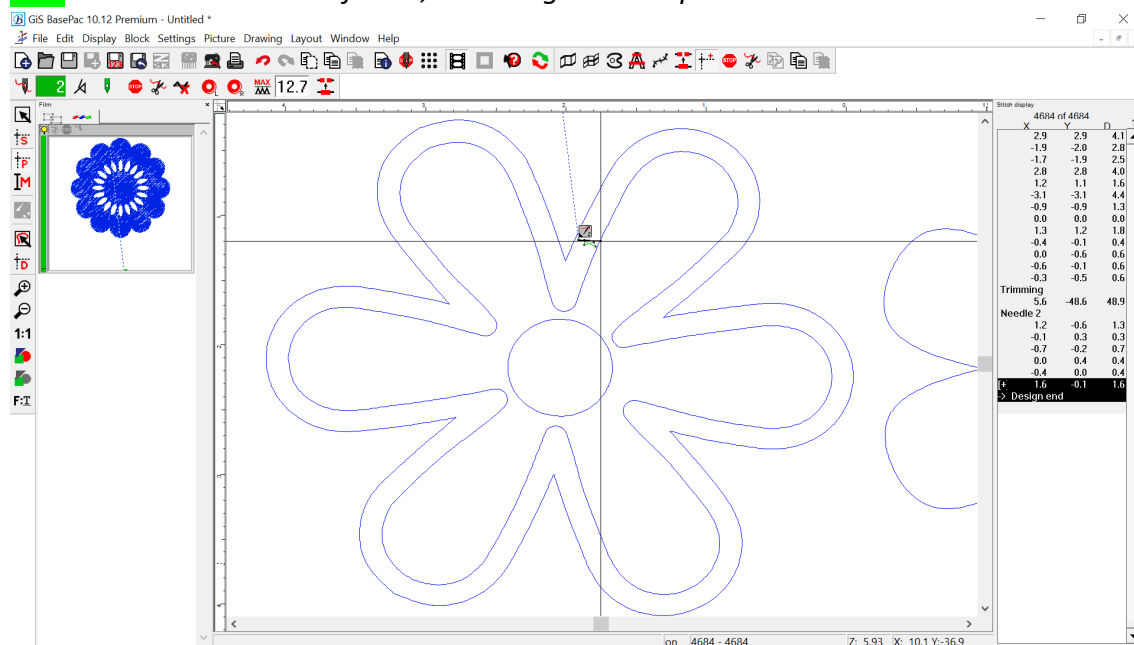 GiS BasePac 10.12 Premium - Untitled *
File Edit Display Block Settings Picture Drawing Layout Window Help
2 STOP MAX 12.7
Film
Stitch display
4684 of 4684
X Y D
2.9 2.9 4.1
-1.9 -2.0 2.8
-1.7 -1.9 2.5
2.8 2.8 4.0
1.2 1.1 1.6
-3.1 -3.1 4.4
-0.9 -0.9 1.3
0.0 0.0 0.0
1.3 1.2 1.8
-0.4 -0.1 0.4
0.0 -0.6 0.6
-0.6 -0.1 0.6
-0.3 -0.5 0.6
Trimming
5.6 -48.6 48.9
Needle 2
1.2 -0.6 1.3
-0.1 0.3 0.3
-0.7 -0.2 0.7
0.0 0.4 0.4
-0.4 0.0 0.4
[+ 1.6 -0.1 1.6
-> Design end
S
P
M
D
1:1
F:T
on 4684 - 4684 Z: 5.93 X: 10.1 Y:-36.9